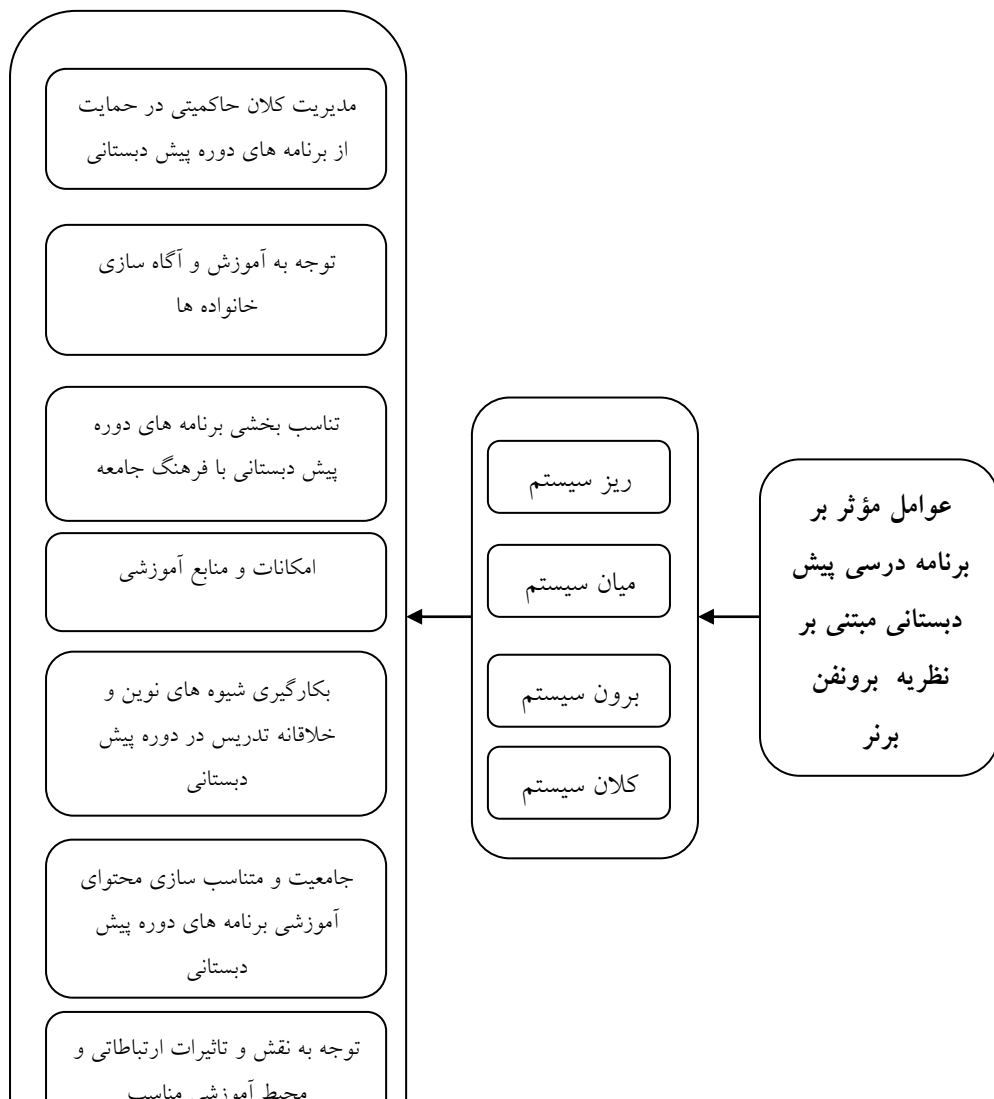 عوامل مؤثر بر
برنامه درسی پیش
دبستانی مبتنی بر
نظریه برونفن
برنر
ریز سیستم
میان سیستم
برون سیستم
کلان سیستم
مدیریت کلان حاکمیتی در حمایت
از برنامه های دوره پیش دبستانی
توجه به آموزش و آگاه سازی
خانواده ها
تناسب بخشی برنامه های دوره
پیش دبستانی با فرهنگ جامعه
امکانات و منابع آموزشی
بکارگیری شیوه های نوین و
خلاقانه تدریس در دوره پیش
دبستانی
جامعیت و متناسب سازی محتوای
آموزشی برنامه های دوره پیش
دبستانی
توجه به نقش و تاثیرات ارتباطاتی و
محیط آموزشی مناسب